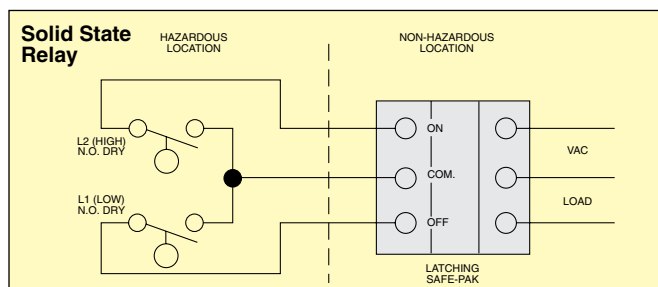 Solid State
Relay
HAZARDOUS
LOCATION
NON-HAZARDOUS
LOCATION
L2 (HIGH)
N.O. DRY
ON
VAC
COM.
L1 (LOW)
N.O. DRY
LOAD
OFF
LATCHING
SAFE-PAK